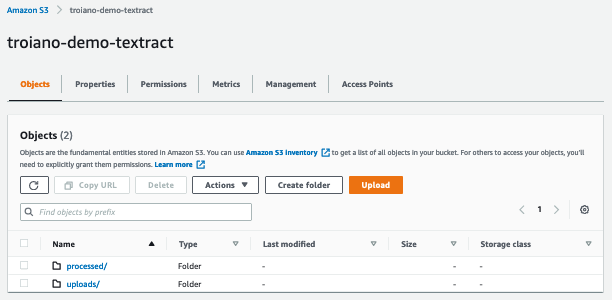 Amazon S3 > troiano-demo-textract
troiano-demo-textract
Objects Properties Permissions Metrics Management Access Points
Objects (2)
Objects are the fundamental entities stored in Amazon S3. You can use Amazon S3 Inventory to get a list of all objects in your bucket. For others to access your objects, you'll
need to explicitly grant them permissions. Learn more
Copy URL Delete Actions Create folder Upload
Find objects by prefix 1
Name Type Last modified Size Storage class
processed/ Folder - - -
uploads/ Folder - - -